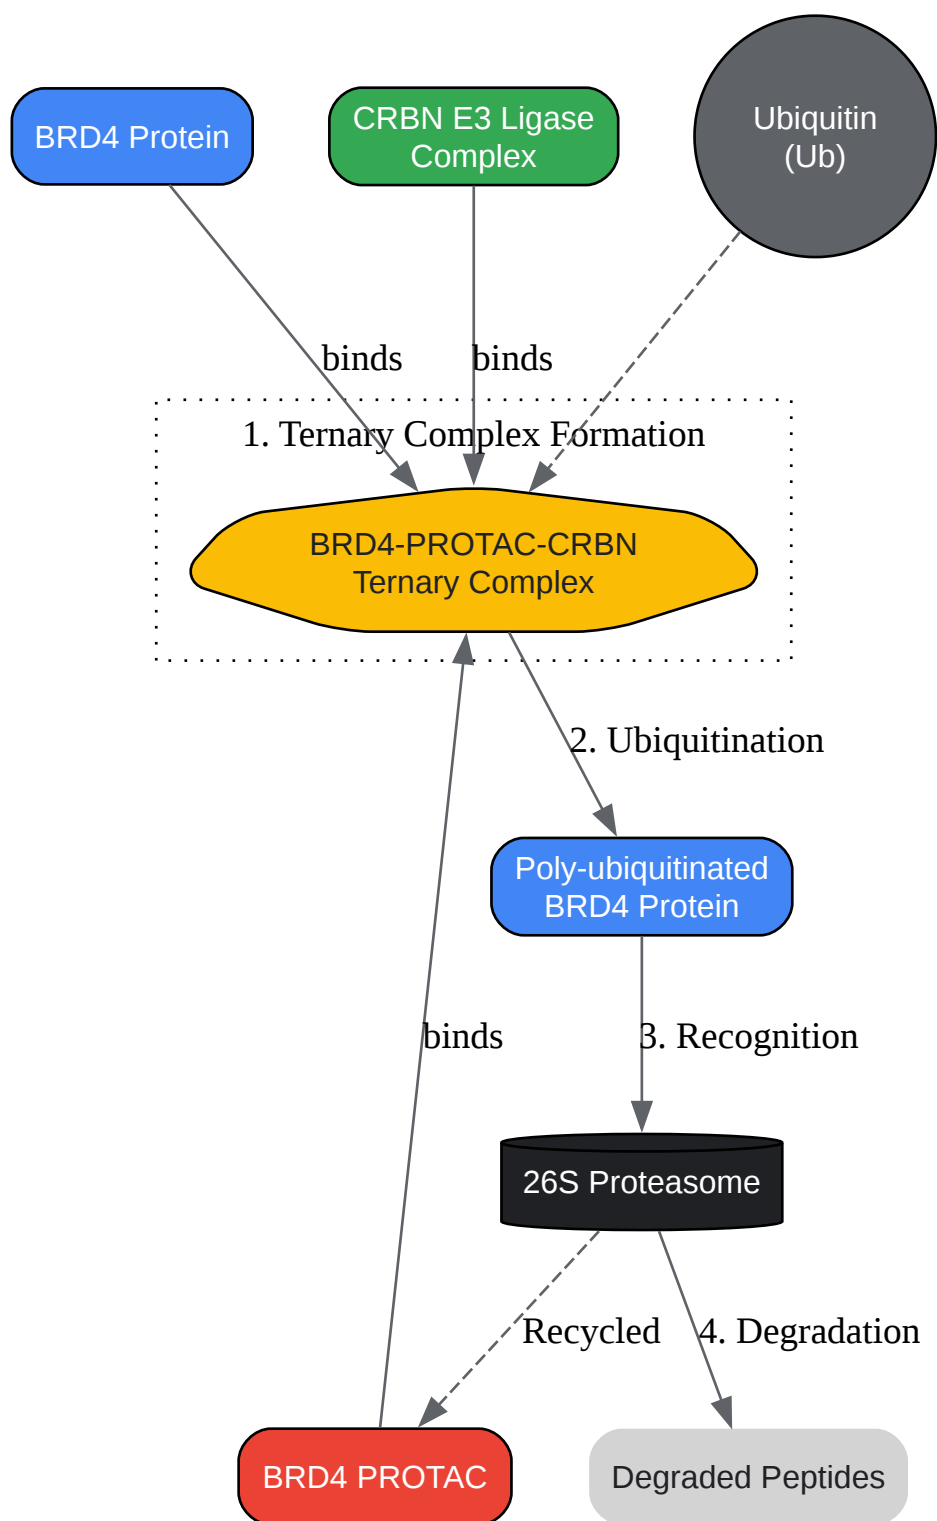 BRD4 Protein
CRBN E3 Ligase
Complex
Ubiquitin
(Ub)
binds
binds
1. Ternary Complex Formation
BRD4-PROTAC-CRBN
Ternary Complex
2. Ubiquitination
Poly-ubiquitinated
BRD4 Protein
binds
3. Recognition
26S Proteasome
Recycled
4. Degradation
BRD4 PROTAC
Degraded Peptides